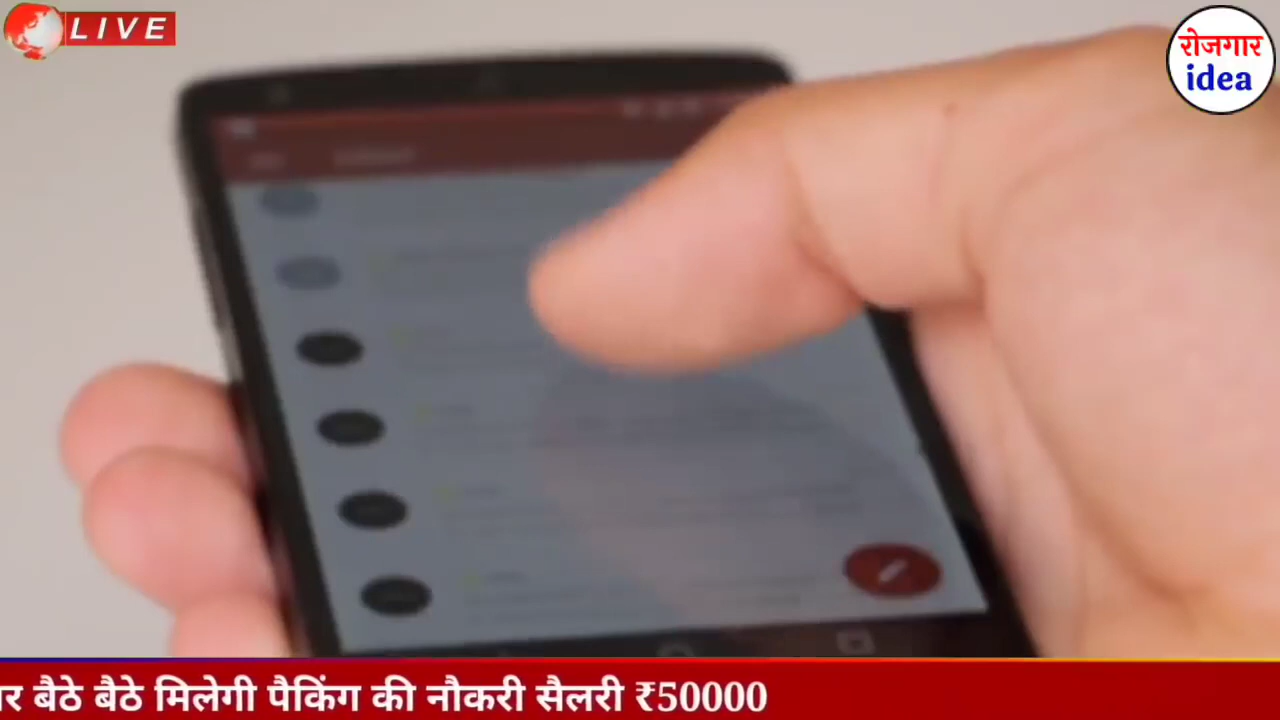 LIVE
रोजगार
idea
बैठे बैठे मिलेगी पैकिंग की नौकरी सैलरी ₹50000